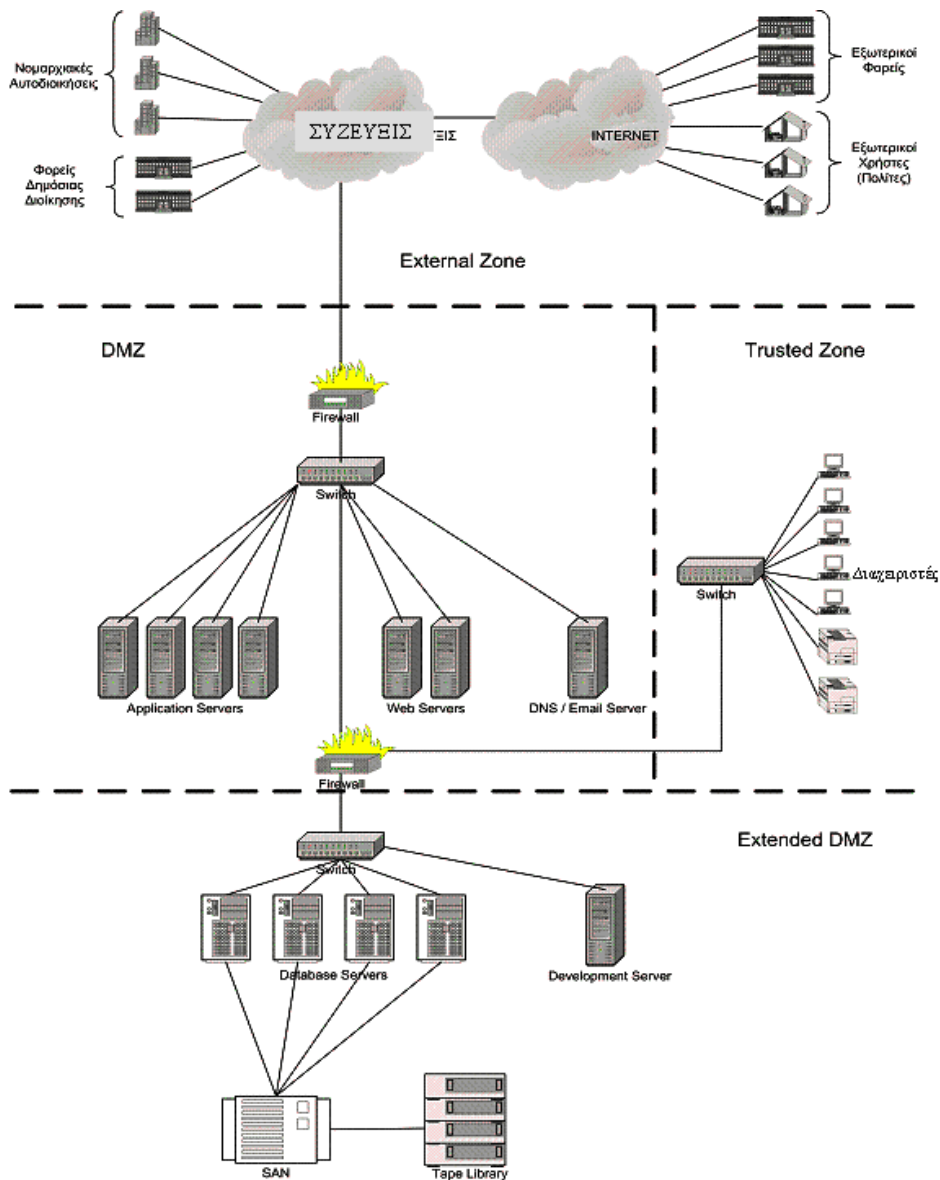 Νομαρχιακές
Αυτοδιοικήσεις
Φορείς
Δημόσιας
Διοίκησης
ΣΥΖΕΥΞΙΣ
ΕΥΞΙΣ
INTERNET
Εξωτερικοί
Φορείς
Εξωτερικοί
Χρήστες
(Πολίτες)
External Zone
DMZ
Trusted Zone
Firewall
Switch
Διαχειριστές
Switch
Application Servers
Web Servers
DNS / Email Server
Firewall
Extended DMZ
Switch
Database Servers
Development Server
SAN
Tape Library